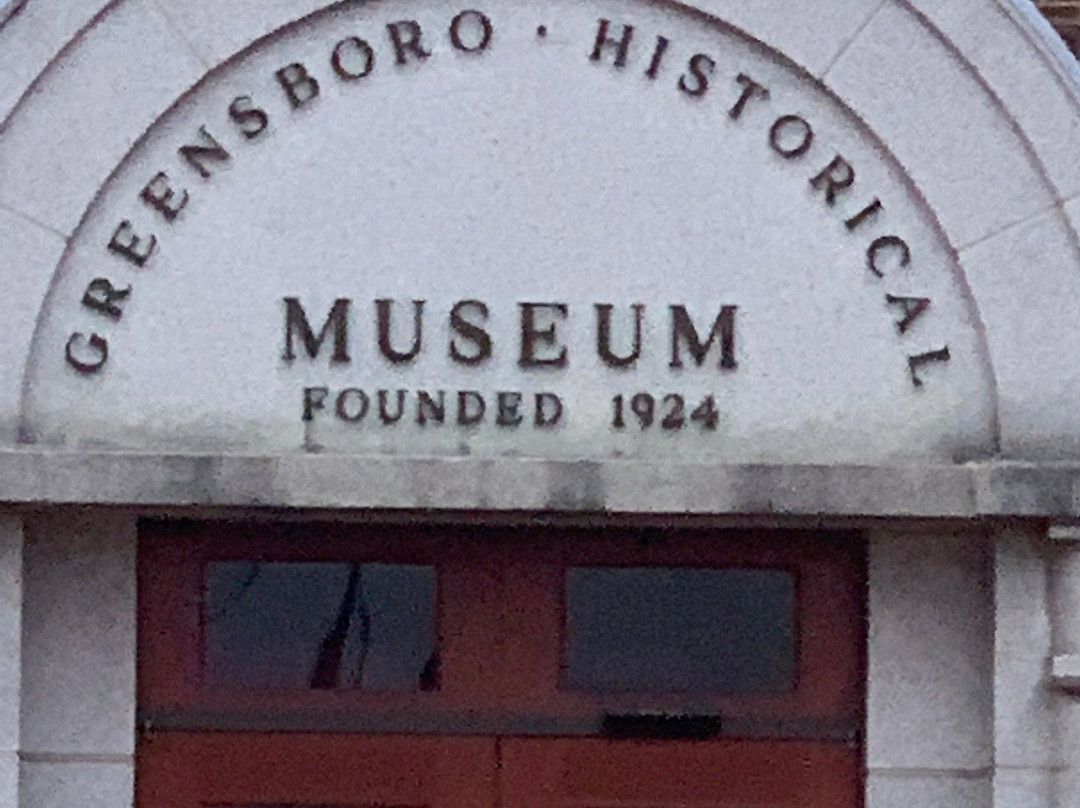 GREENSBORO · HISTORICAL
MUSEUM
FOUNDED 1924